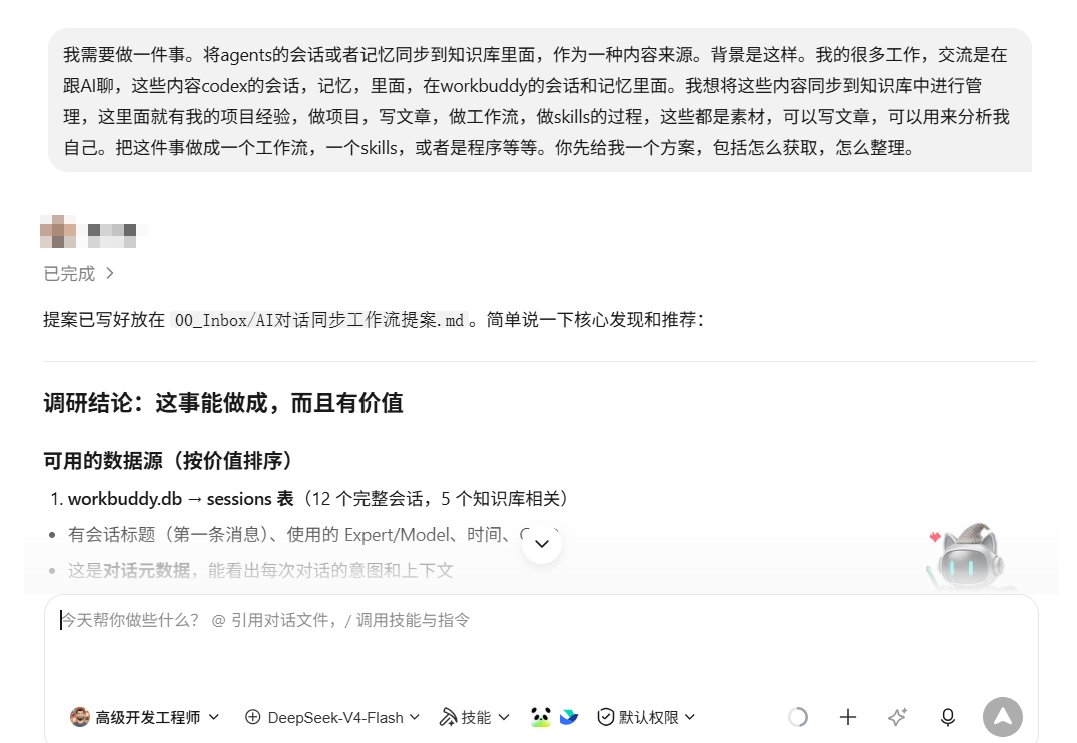 我需要做一件事。将agents的会话或者记忆同步到知识库里面，作为一种内容来源。背景是这样。我的很多工作，交流是在
跟AI聊，这些内容codex的会话，记忆，里面，在workbuddy的会话和记忆里面。我想将这些内容同步到知识库中进行管
理，这里面就有我的项目经验，做项目，写文章，做工作流，做skills的过程，这些都是素材，可以写文章，可以用来分析我
自己。把这件事做成一个工作流，一个skills，或者是程序等等。你先给我一个方案，包括怎么获取，怎么整理。
已完成 >
提案已写好放在 00_Inbox/AI对话同步工作流提案.md 。简单说一下核心发现和推荐：
调研结论：这事能做成，而且有价值
可用的数据源（按价值排序）
1. workbuddy.db → sessions 表（12 个完整会话，5 个知识库相关）
• 有会话标题（第一条消息）、使用的 Expert/Model、时间、
• 这是对话元数据，能看出每次对话的意图和上下文
今天帮你做些什么？ @ 引用对话文件，/ 调用技能与指令
高级开发工程师 DeepSeek-V4-Flash 技能 默认权限